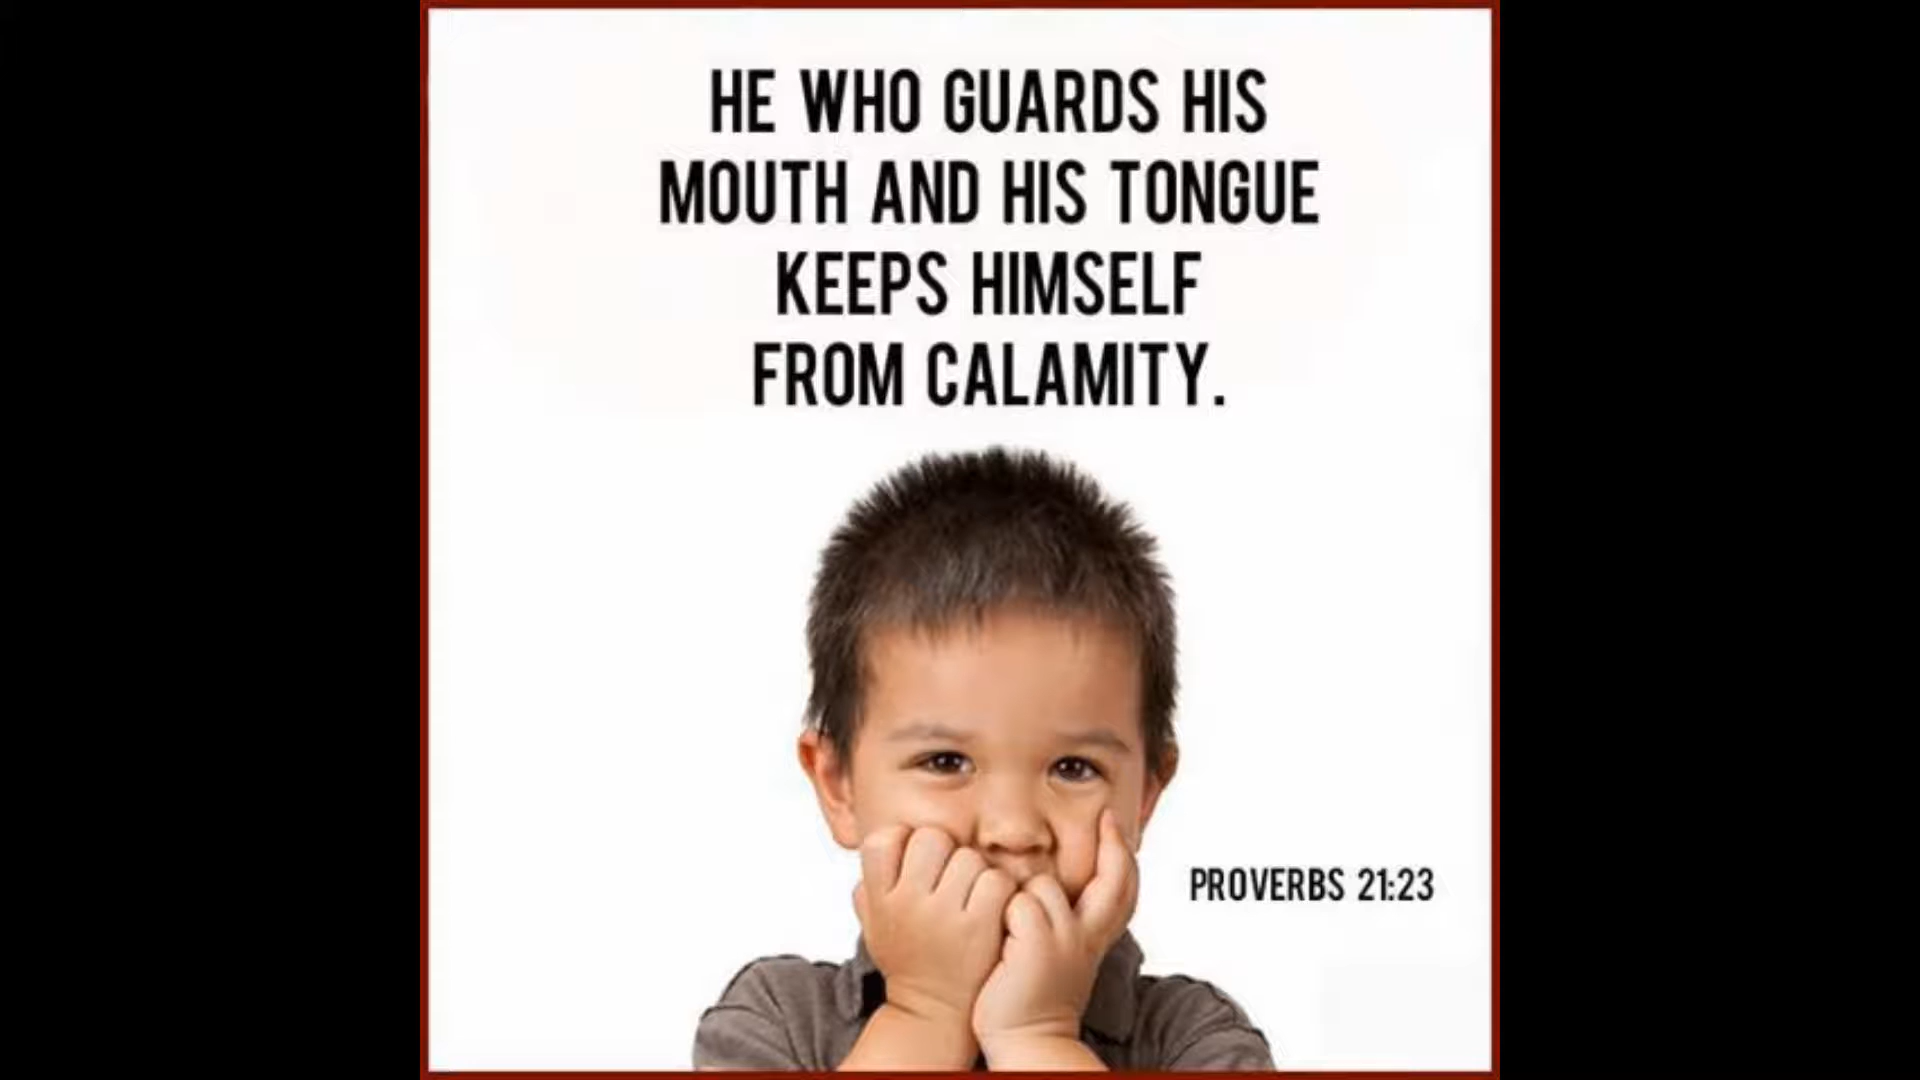 HE WHO GUARDS HIS
MOUTH AND HIS TONGUE
KEEPS HIMSELF
FROM CALAMITY.
PROVERBS 21:23